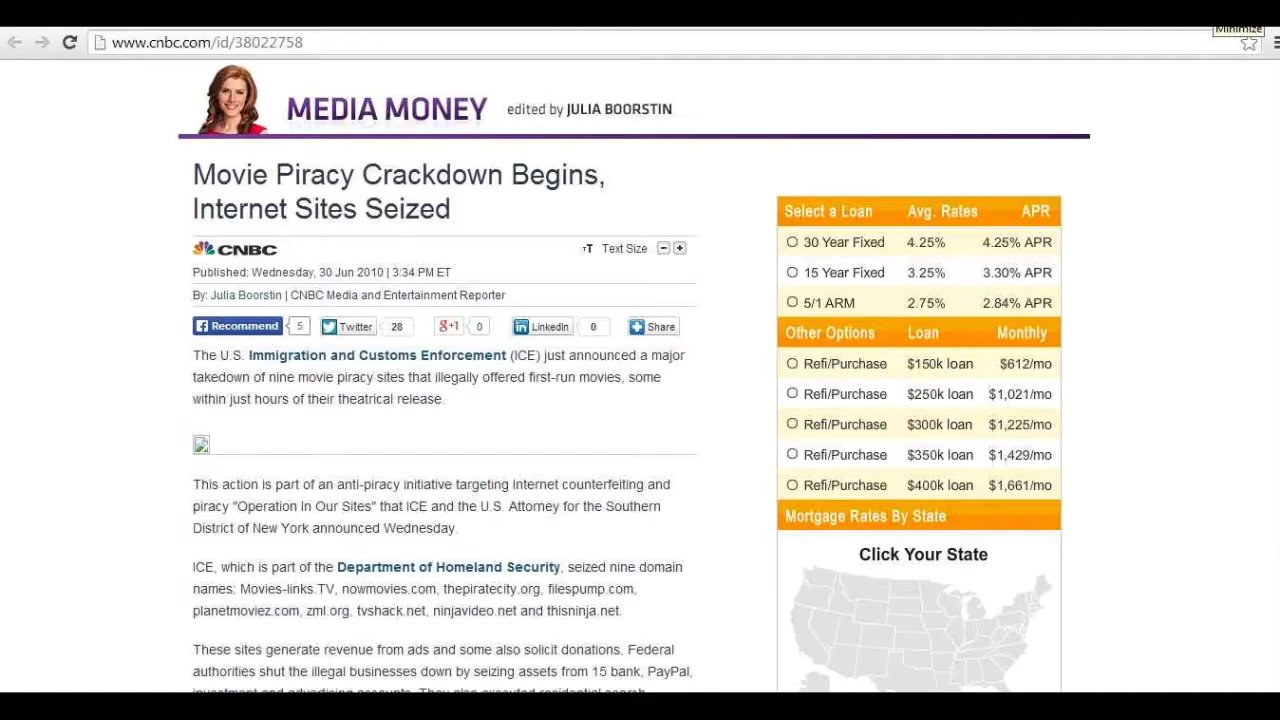 Minimize
www.cnbc.com/id/38022758
MEDIA MONEY edited by JULIA BOORSTIN
Movie Piracy Crackdown Begins,
Internet Sites Seized
CNBC
тT Text Size
Published: Wednesday, 30 Jun 2010 | 3:34 PM ET
By: Julia Boorstin | CNBC Media and Entertainment Reporter
Recommend 5 Twitter 28 g+1 0 LinkedIn 0 Share
The U.S. Immigration and Customs Enforcement (ICE) just announced a major
takedown of nine movie piracy sites that illegally offered first-run movies, some
within just hours of their theatrical release.
This action is part of an anti-piracy initiative targeting Internet counterfeiting and
piracy "Operation In Our Sites" that ICE and the U.S. Attorney for the Southern
District of New York announced Wednesday.
ICE, which is part of the Department of Homeland Security, seized nine domain
names: Movies-links.TV, nowmovies.com, thepiratecity.org, filespump.com,
planetmoviez.com, zml.org, tvshack.net, ninjavideo.net and thisninja.net.
These sites generate revenue from ads and some also solicit donations. Federal
authorities shut the illegal businesses down by seizing assets from 15 bank, PayPal,
investment and advertising accounts. They also executed residential search
Select a Loan Avg. Rates APR
30 Year Fixed 4.25% 4.25% APR
15 Year Fixed 3.25% 3.30% APR
5/1 ARM 2.75% 2.84% APR
Other Options Loan Monthly
Refi/Purchase $150k loan $612/mo
Refi/Purchase $250k loan $1,021/mo
Refi/Purchase $300k loan $1,225/mo
Refi/Purchase $350k loan $1,429/mo
Refi/Purchase $400k loan $1,661/mo
Mortgage Rates By State
Click Your State